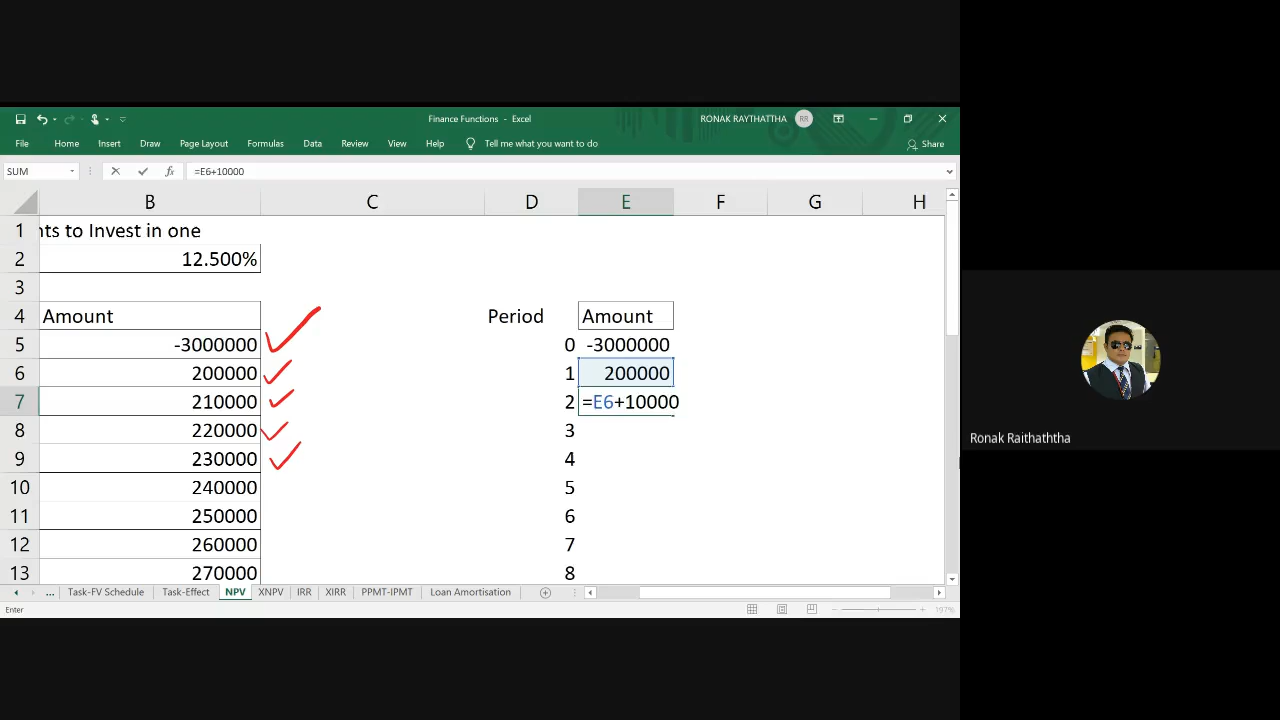 Finance Functions - Excel
RONAK RAYTHATTHA RR
File Home Insert Draw Page Layout Formulas Data Review View Help Tell me what you want to do Share
SUM =E6+10000
B C D E F G H
1 nts to Invest in one
2 12.500%
3
4 Amount Period Amount
5 -3000000 0 -3000000
6 200000 1 200000
7 210000 2 =E6+10000
8 220000 3
9 230000 4
10 240000 5
11 250000 6
12 260000 7
13 270000 8
... Task-FV Schedule Task-Effect NPV XNPV IRR XIRR PPMT-IPMT Loan Amortisation
Enter 197%
Ronak Raithaththa